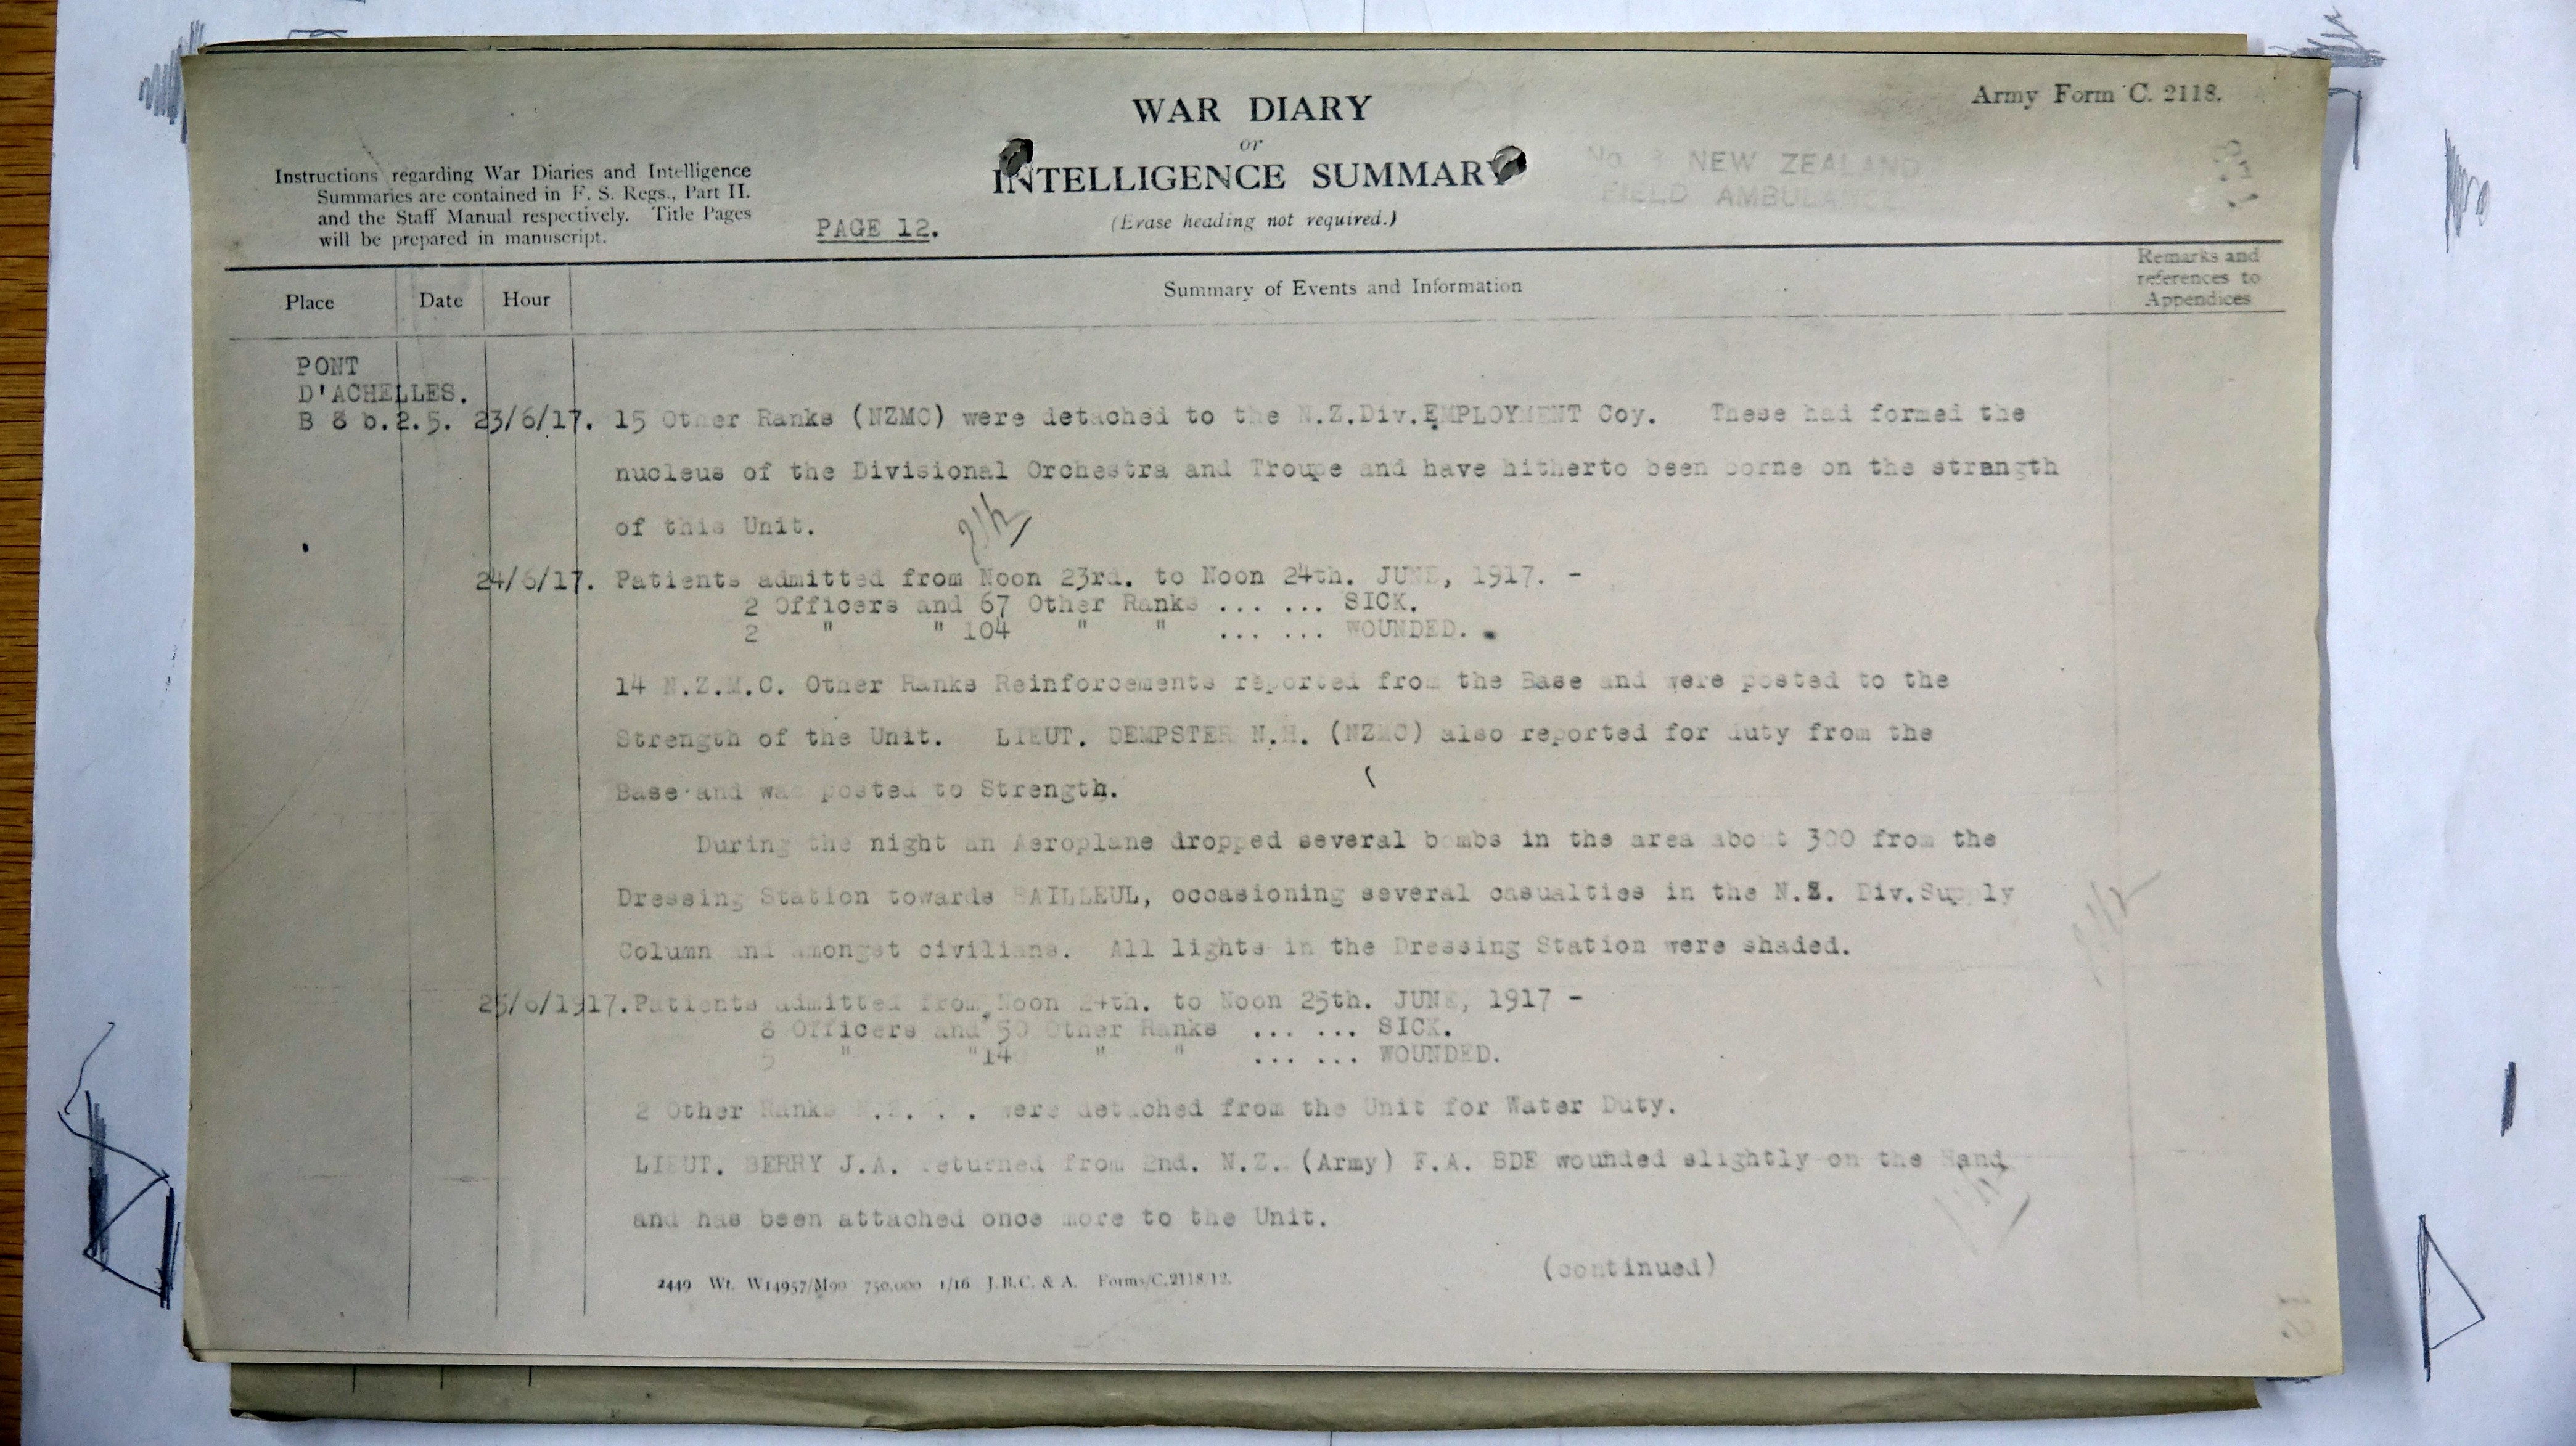 Army Form C. 2118.
WAR DIARY
or
INTELLIGENCE SUMMARY
(Erase heading not required.)
Instructions regarding War Diaries and Intelligence
Summaries are contained in F. S. Regs., Part II.
and the Staff Manual respectively. Title Pages
will be prepared in manuscript.
PAGE 12.
No. 3 NEW ZEALAND
FIELD AMBULANCE
Place
Date
Hour
Summary of Events and Information
Remarks and
references to
Appendices
PONT
D'ACHELLES.
B 8 b.2.5. 23/6/17. 15 Other Ranks (NZMC) were detached to the N.Z.Div.EMPLOYMENT Coy. These had formed the
nucleus of the Divisional Orchestra and Troupe and have hitherto been borne on the strength
of this Unit.
24/6/17. Patients admitted from Noon 23rd. to Noon 24th. JUNE, 1917. -
2 Officers and 67 Other Ranks ... ... SICK.
2 " " 104 " " ... ... WOUNDED.
14 N.Z.M.C. Other Ranks Reinforcements reported from the Base and were posted to the
Strength of the Unit. LIEUT. DEMPSTER N.H. (NZMC) also reported for duty from the
Base and was posted to Strength.
During the night an Aeroplane dropped several bombs in the area about 300 from the
Dressing Station towards BAILLEUL, occasioning several casualties in the N.Z. Div.Supply
Column and amongst civilians. All lights in the Dressing Station were shaded.
25/6/1917. Patients admitted from Noon 24th. to Noon 25th. JUNE, 1917 -
8 Officers and 50 Other Ranks ... ... SICK.
5 " " " " ... ... WOUNDED.
2 Other Ranks were detached from the Unit for Water Duty.
LIEUT. BERRY J.A. returned from 2nd. N.Z. (Army) F.A. BDE wounded slightly on the Hand
and has been attached once more to the Unit.
(continued)
2449 Wt. W14957/M90 750,000 1/16 J.B.C. & A. Forms/C.2118/12.